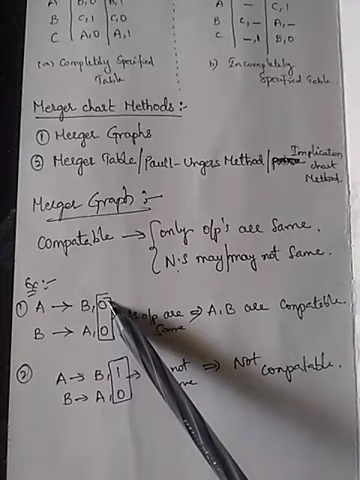 A B,0 B,1
B C,1 C,0
C A,0 A,1
(a) Completely Specified Table
A – C,1
B C,– A,–
C –,1 B,0
b) Incompletely Specified Table.
Merger chart Methods:-
① Merger Graphs
② Merger Table/Paull-Ungers Method/Implication chart Method.
Merger Graph:-
Compatable → { only o/p's are same.
{ N.S may/may not same.
Ex:-
① A → B, 0 o/p are same ⇒ A, B are compatible.
B → A, 0
② A → B, 1 → not ⇒ Not compatable.
B → A, 0